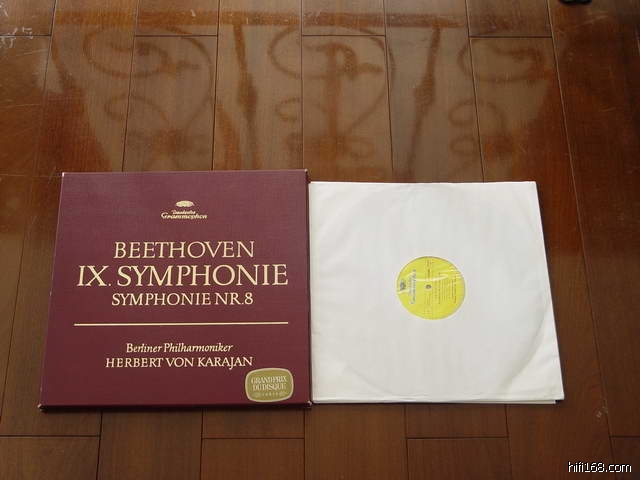 Deutsche
Grammophon
BEETHOVEN
IX. SYMPHONIE
SYMPHONIE NR.8
Berliner Philharmoniker
HERBERT VON KARAJAN
GRAND PRIX
DU DISQUE
hifi168.com